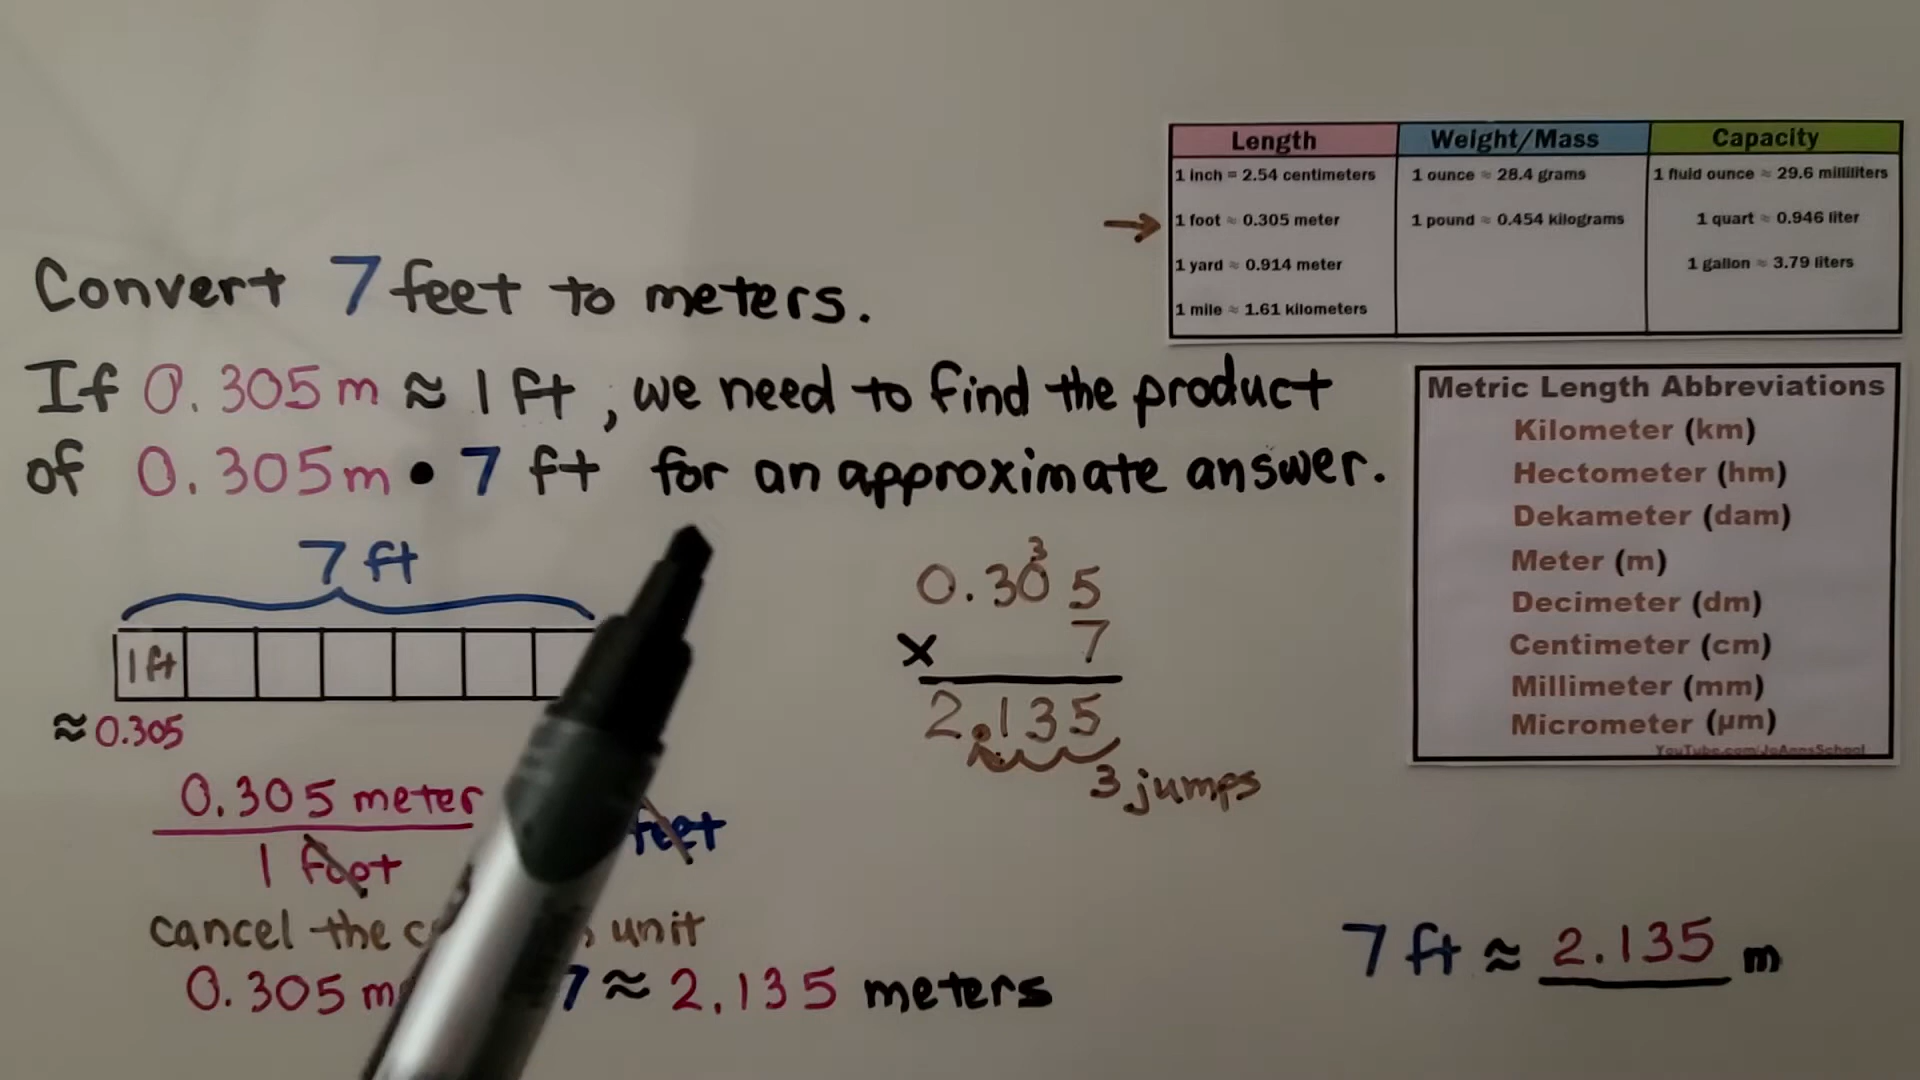 Convert 7 feet to meters.
If 0.305 m ≈ 1 ft, we need to find the product
of 0.305 m • 7 ft for an approximate answer.
7 ft
1 ft
≈ 0.305
0.305 meter
1 foot
feet
cancel the unit
0.305 m 7 ≈ 2.135 meters
3
0.305
x 7
2.135
3 jumps
7 ft ≈ 2.135 m
Length Weight/Mass Capacity
1 inch = 2.54 centimeters 1 ounce ≈ 28.4 grams 1 fluid ounce ≈ 29.6 milliliters
1 foot ≈ 0.305 meter 1 pound ≈ 0.454 kilograms 1 quart ≈ 0.946 liter
1 yard ≈ 0.914 meter 1 gallon ≈ 3.79 liters
1 mile ≈ 1.61 kilometers
Metric Length Abbreviations
Kilometer (km)
Hectometer (hm)
Dekameter (dam)
Meter (m)
Decimeter (dm)
Centimeter (cm)
Millimeter (mm)
Micrometer (µm)
YouTube.com/JoAnnsSchool